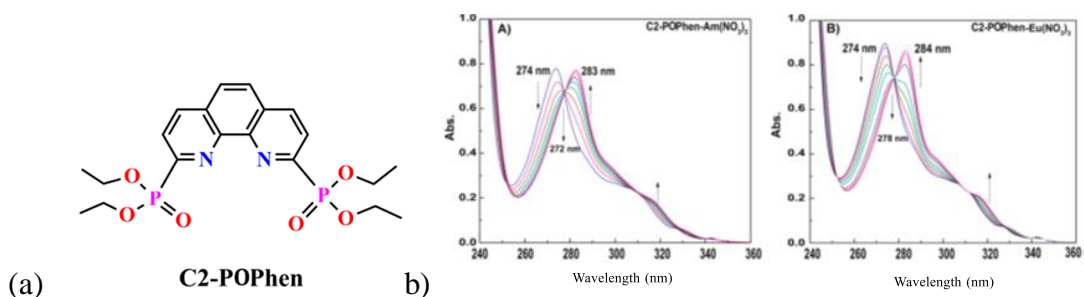 (a)
O
O
P
O
N
N
P
O
O
O
C2-POPhen
b)
A)
C2-POPhen-Am(NO3)3
274 nm
283 nm
272 nm
Abs.
1.0
0.8
0.6
0.4
0.2
0.0
240 260 280 300 320 340 360
Wavelength (nm)
B)
C2-POPhen-Eu(NO3)3
274 nm
284 nm
278 nm
Abs.
1.0
0.8
0.6
0.4
0.2
0.0
240 260 280 300 320 340 360
Wavelength (nm)